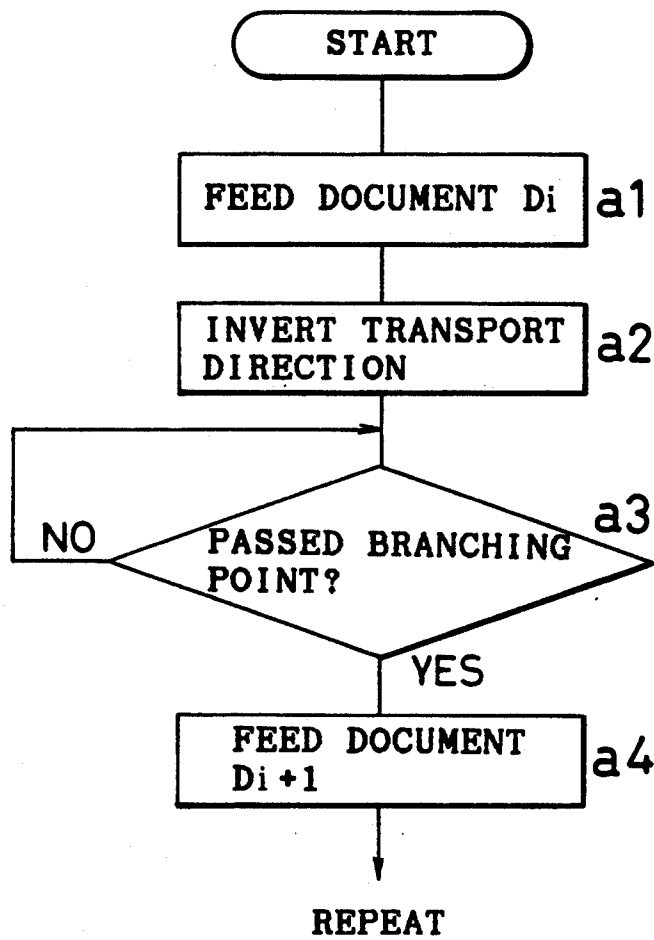 START
FEED DOCUMENT Di a1
INVERT TRANSPORT a2
DIRECTION
a3
NO PASSED BRANCHING
POINT?
YES
FEED DOCUMENT a4
Di+1
REPEAT